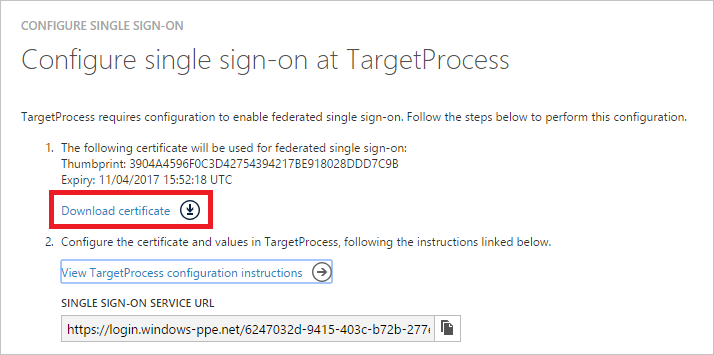 CONFIGURE SINGLE SIGN-ON
Configure single sign-on at TargetProcess
TargetProcess requires configuration to enable federated single sign-on. Follow the steps below to perform this configuration.
1. The following certificate will be used for federated single sign-on:
Thumbprint: 3904A4596F0C3D42754394217BE918028DDD7C9B
Expiry: 11/04/2017 15:52:18 UTC
Download certificate
2. Configure the certificate and values in TargetProcess, following the instructions linked below.
View TargetProcess configuration instructions
SINGLE SIGN-ON SERVICE URL
https://login.windows-ppe.net/6247032d-9415-403c-b72b-277e